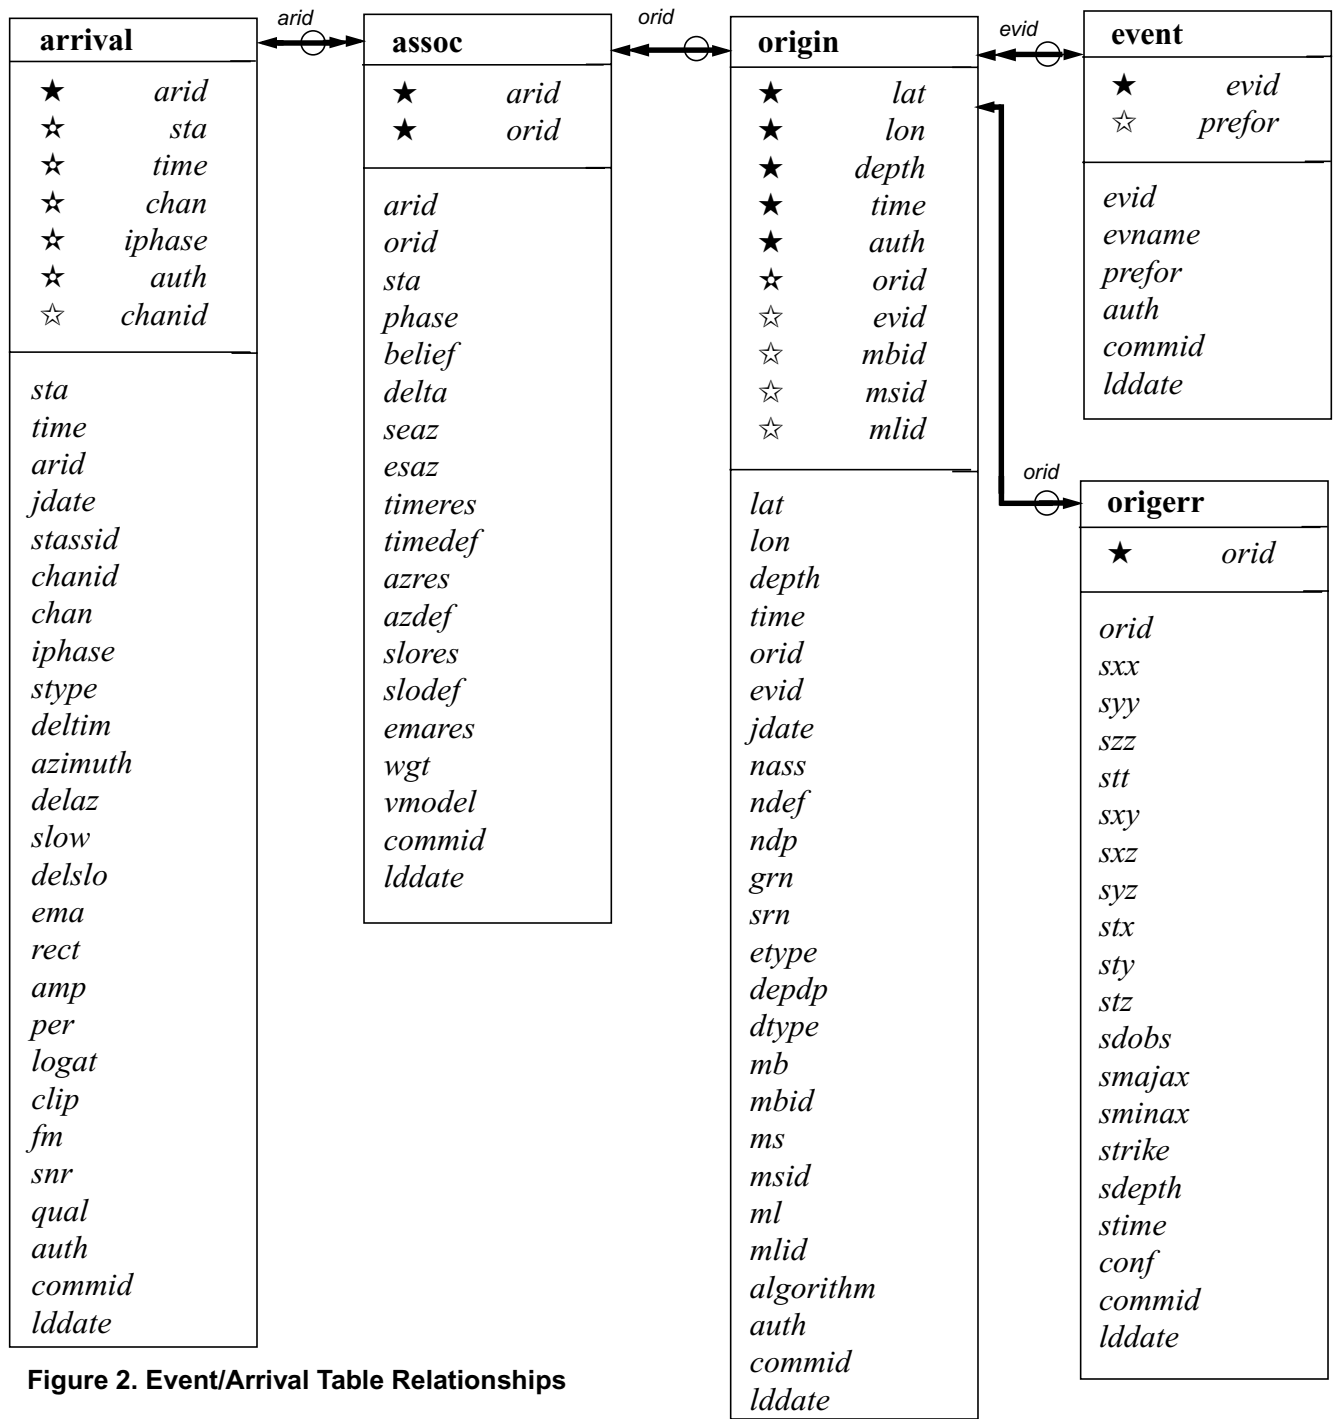 arid
arrival
★ arid
☆ sta
☆ time
☆ chan
☆ iphase
☆ auth
☆ chanid
sta
time
arid
jdate
stassid
chanid
chan
iphase
stype
deltim
azimuth
delaz
slow
delslo
ema
rect
amp
per
logat
clip
fm
snr
qual
auth
commid
lddate
assoc
★ arid
★ orid
arid
orid
sta
phase
belief
delta
seaz
esaz
timeres
timedef
azres
azdef
slores
slodef
emares
wgt
vmodel
commid
lddate
orid
origin
★ lat
★ lon
★ depth
★ time
★ auth
☆ orid
☆ evid
☆ mbid
☆ msid
☆ mlid
lat
lon
depth
time
orid
evid
jdate
nass
ndef
ndp
grn
srn
etype
depdp
dtype
mb
mbid
ms
msid
ml
mlid
algorithm
auth
commid
lddate
evid
event
★ evid
☆ prefor
evid
evname
prefor
auth
commid
lddate
orid
origerr
★ orid
orid
sxx
syy
szz
stt
sxy
sxz
syz
stx
sty
stz
sdobs
smajax
sminax
strike
sdepth
stime
conf
commid
lddate
Figure 2. Event/Arrival Table Relationships